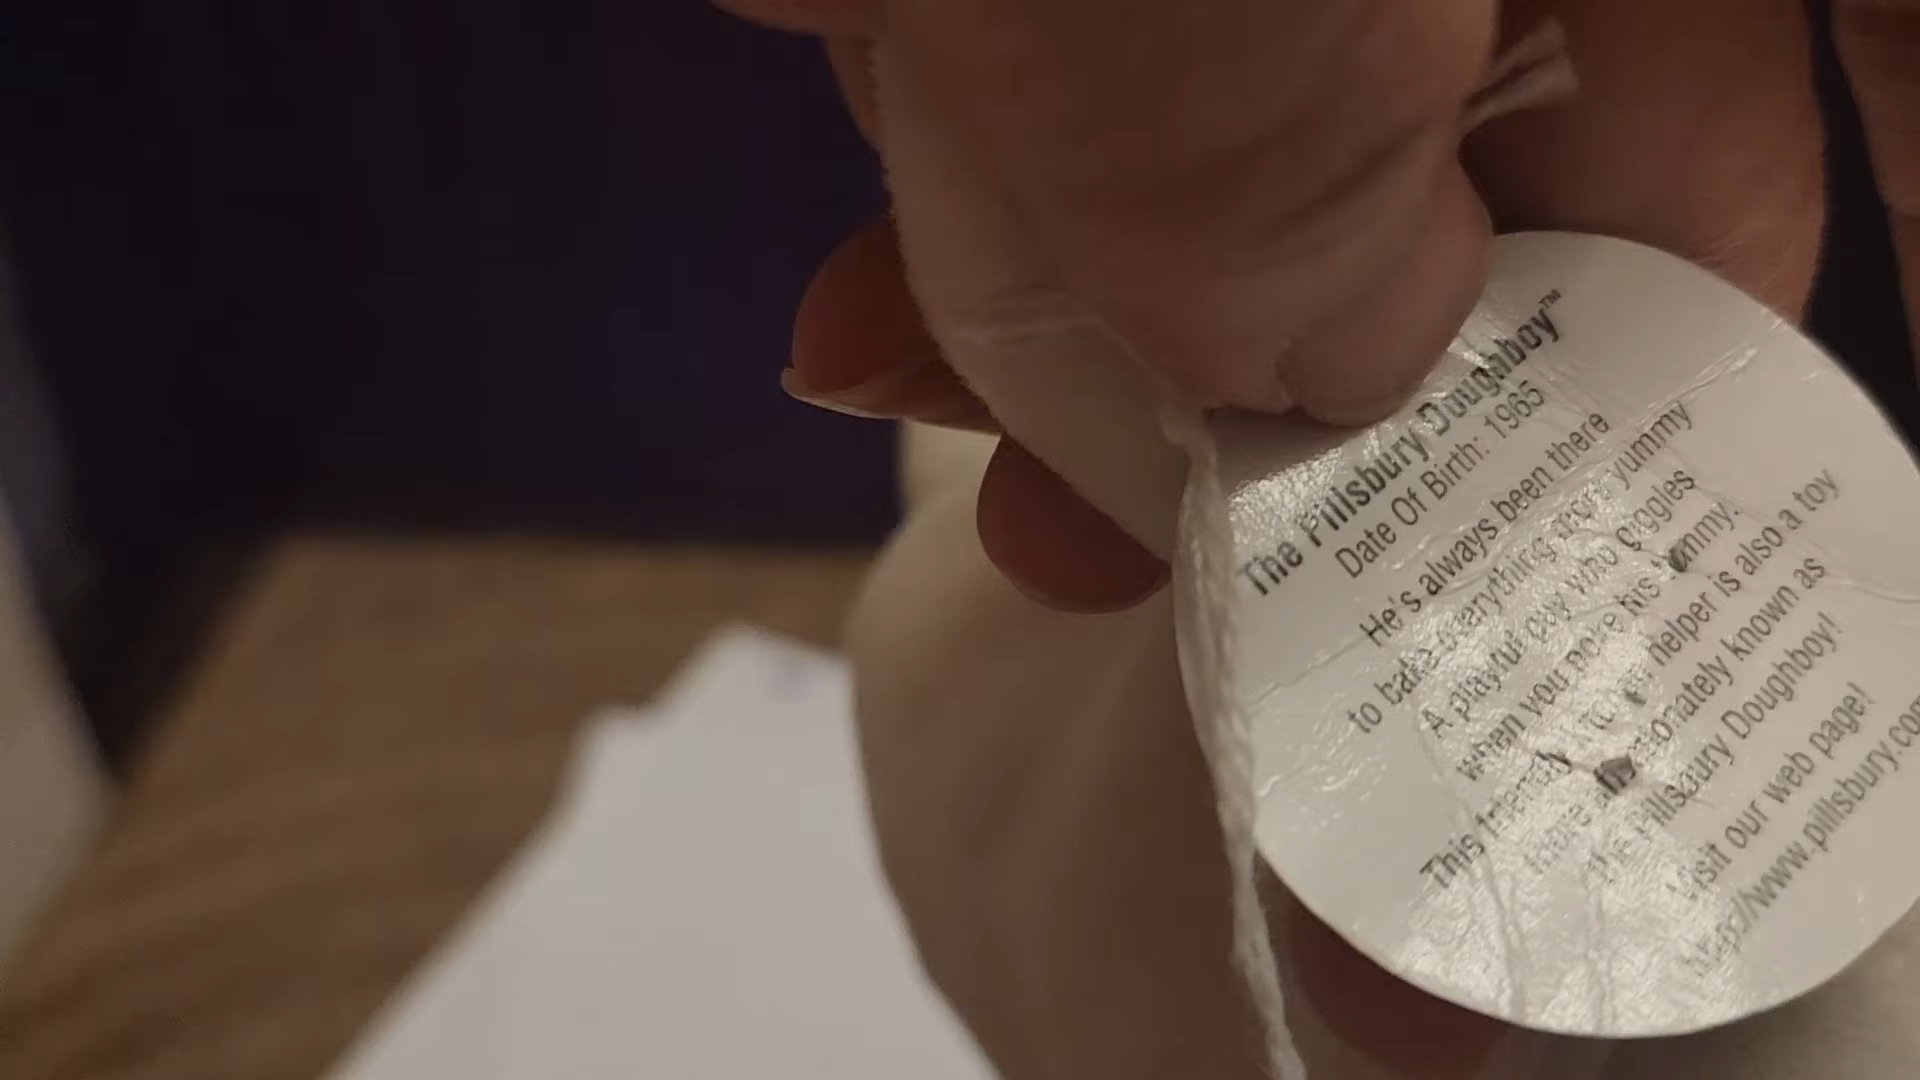 The Pillsbury Doughboy™
Date Of Birth: 1965
He's always been there
to bake everything from yummy
A playful guy who giggles
when you poke his tummy.
This friendly helper is also a toy
more affectionately known as
The Pillsbury Doughboy!
Visit our web page!
http://www.pillsbury.com